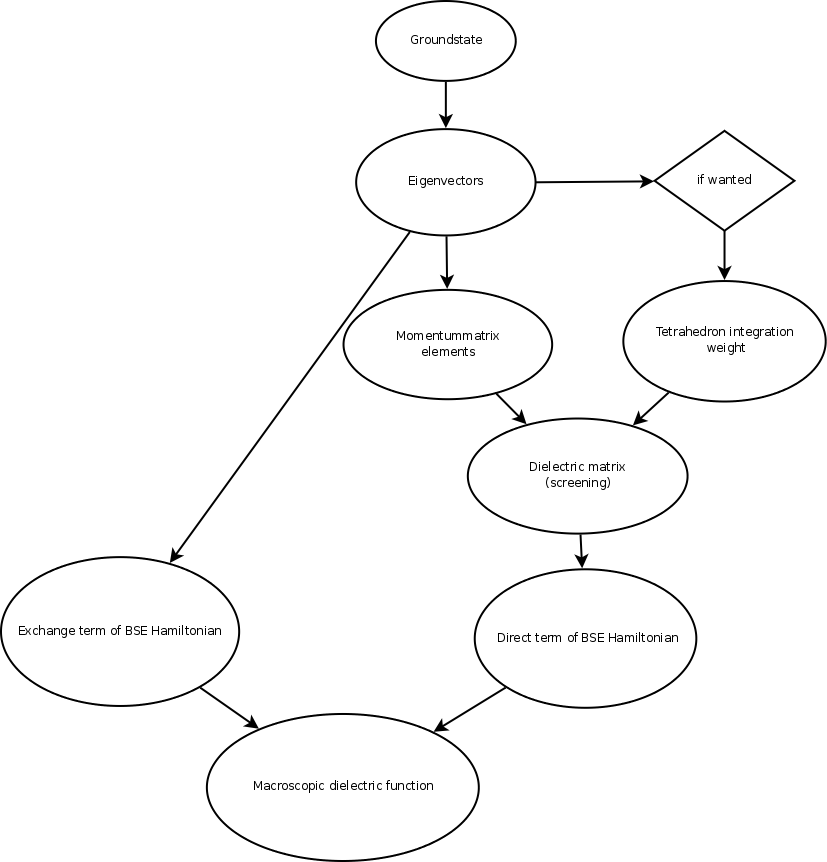 Groundstate
Eigenvectors
if wanted
Momentummatrix
elements
Tetrahedron integration
weight
Dielectric matrix
(screening)
Exchange term of BSE Hamiltonian
Direct term of BSE Hamiltonian
Macroscopic dielectric function